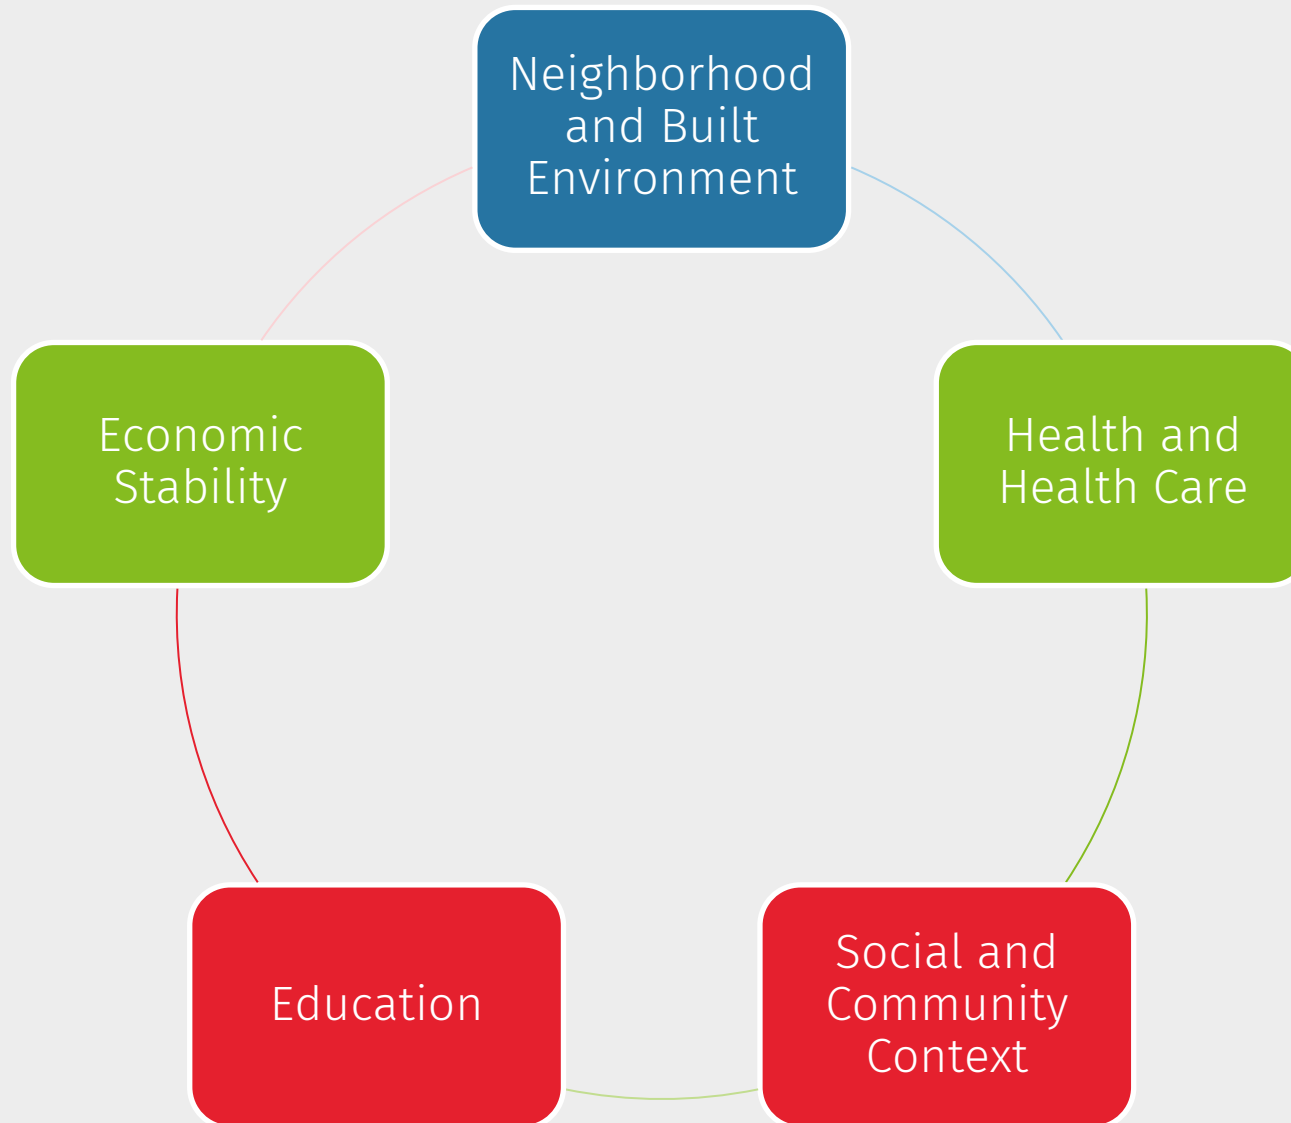 Neighborhood
and Built
Environment
Economic
Stability
Health and
Health Care
Education
Social and
Community
Context